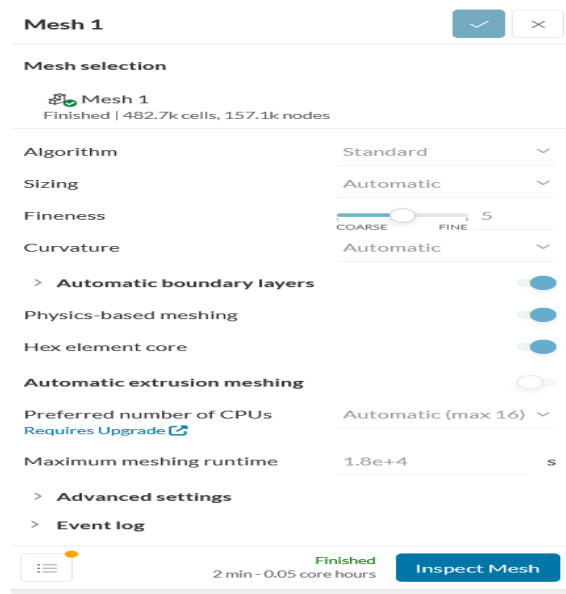 Mesh 1
Mesh selection
Mesh 1
Finished | 482.7k cells, 157.1k nodes
Algorithm Standard
Sizing Automatic
Fineness 5
COARSE FINE
Curvature Automatic
Automatic boundary layers
Physics-based meshing
Hex element core
Automatic extrusion meshing
Preferred number of CPUs Automatic (max 16)
Requires Upgrade
Maximum meshing runtime 1.8e+4 s
Advanced settings
Event log
Finished
2 min - 0.05 core hours
Inspect Mesh